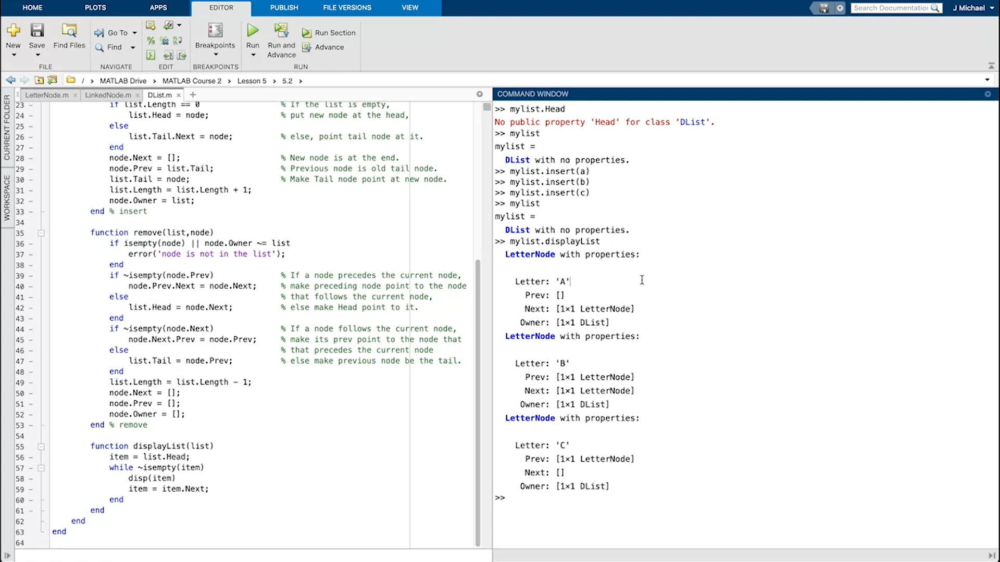 HOME PLOTS APPS EDITOR PUBLISH FILE VERSIONS VIEW
Search Documentation J Michael
New Save Find Files Go To Find Breakpoints Run Run and Advance Run Section Advance
FILE NAVIGATE EDIT BREAKPOINTS RUN
/ › MATLAB Drive › MATLAB Course 2 › Lesson 5 › 5.2 ›
CURRENT FOLDER
WORKSPACE
LetterNode.m × LinkedNode.m × DList.m × +
23 – if list.Length == 0 % If the list is empty,
24 – list.Head = node; % put new node at the head,
25 – else
26 – list.Tail.Next = node; % else, point tail node at it.
27 – end
28 – node.Next = []; % New node is at the end.
29 – node.Prev = list.Tail; % Previous node is old tail node.
30 – list.Tail = node; % Make Tail node point at new node.
31 – list.Length = list.Length + 1;
32 – node.Owner = list;
33 – end % insert
34
35 – function remove(list,node)
36 – if isempty(node) || node.Owner ~= list
37 – error('node is not in the list');
38 – end
39 – if ~isempty(node.Prev) % If a node precedes the current node,
40 – node.Prev.Next = node.Next; % make preceding node point to the node
41 – else % that follows the current node,
42 – list.Head = node.Next; % else make Head point to it.
43 – end
44 – if ~isempty(node.Next) % If a node follows the current node,
45 – node.Next.Prev = node.Prev; % make its prev point to the node that
46 – else % that precedes the current node
47 – list.Tail = node.Prev; % else make previous node be the tail.
48 – end
49 – list.Length = list.Length – 1;
50 – node.Next = [];
51 – node.Prev = [];
52 – node.Owner = [];
53 – end % remove
54
55 – function displayList(list)
56 – item = list.Head;
57 – while ~isempty(item)
58 – disp(item)
59 – item = item.Next;
60 – end
61 – end
62 – end
63 – end
64
COMMAND WINDOW
>> mylist.Head
No public property 'Head' for class 'DList'.
>> mylist
mylist =
DList with no properties.
>> mylist.insert(a)
>> mylist.insert(b)
>> mylist.insert(c)
>> mylist
mylist =
DList with no properties.
>> mylist.displayList
LetterNode with properties:
Letter: 'A'
Prev: []
Next: [1×1 LetterNode]
Owner: [1×1 DList]
LetterNode with properties:
Letter: 'B'
Prev: [1×1 LetterNode]
Next: [1×1 LetterNode]
Owner: [1×1 DList]
LetterNode with properties:
Letter: 'C'
Prev: [1×1 LetterNode]
Next: []
Owner: [1×1 DList]
>>